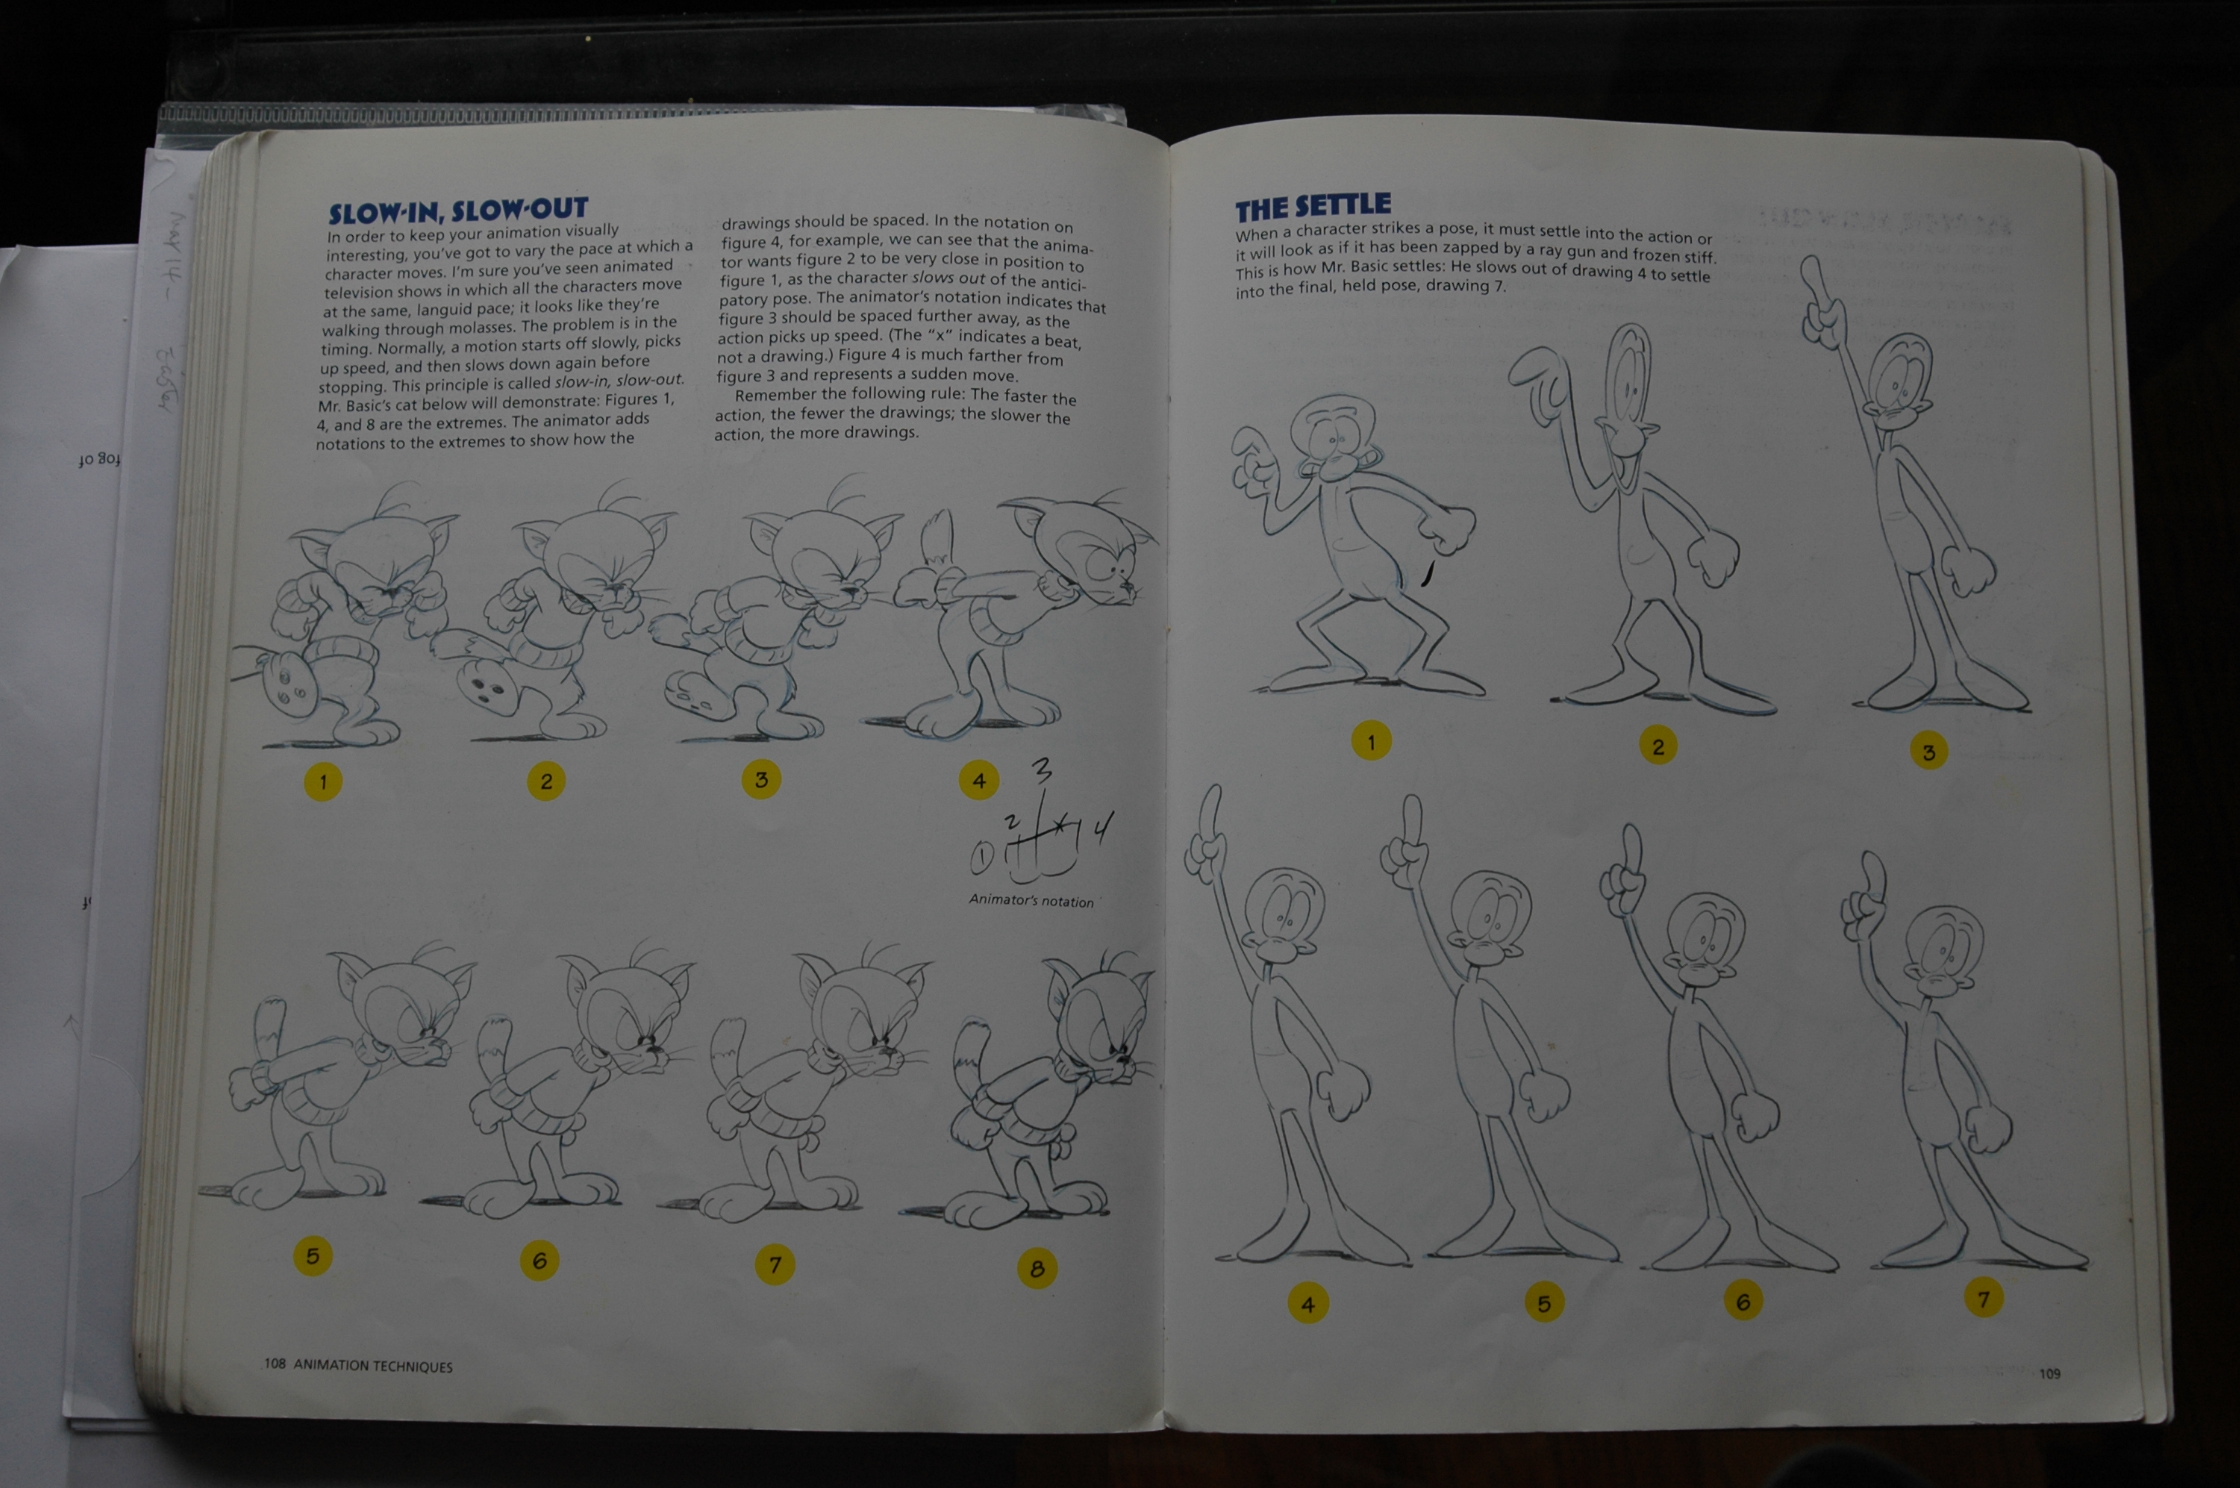 SLOW-IN, SLOW-OUT
In order to keep your animation visually
interesting, you've got to vary the pace at which a
character moves. I'm sure you've seen animated
television shows in which all the characters move
at the same, languid pace; it looks like they're
walking through molasses. The problem is in the
timing. Normally, a motion starts off slowly, picks
up speed, and then slows down again before
stopping. This principle is called slow-in, slow-out.
Mr. Basic's cat below will demonstrate: Figures 1,
4, and 8 are the extremes. The animator adds
notations to the extremes to show how the
drawings should be spaced. In the notation on
figure 4, for example, we can see that the anima-
tor wants figure 2 to be very close in position to
figure 1, as the character slows out of the antici-
patory pose. The animator's notation indicates that
figure 3 should be spaced further away, as the
action picks up speed. (The "x" indicates a beat,
not a drawing.) Figure 4 is much farther from
figure 3 and represents a sudden move.
Remember the following rule: The faster the
action, the fewer the drawings; the slower the
action, the more drawings.
1
2
3
4
3
2
x
1
4
Animator's notation
5
6
7
8
108 ANIMATION TECHNIQUES
THE SETTLE
When a character strikes a pose, it must settle into the action or
it will look as if it has been zapped by a ray gun and frozen stiff.
This is how Mr. Basic settles: He slows out of drawing 4 to settle
into the final, held pose, drawing 7.
1
2
3
4
5
6
7
109
fog of
Easter